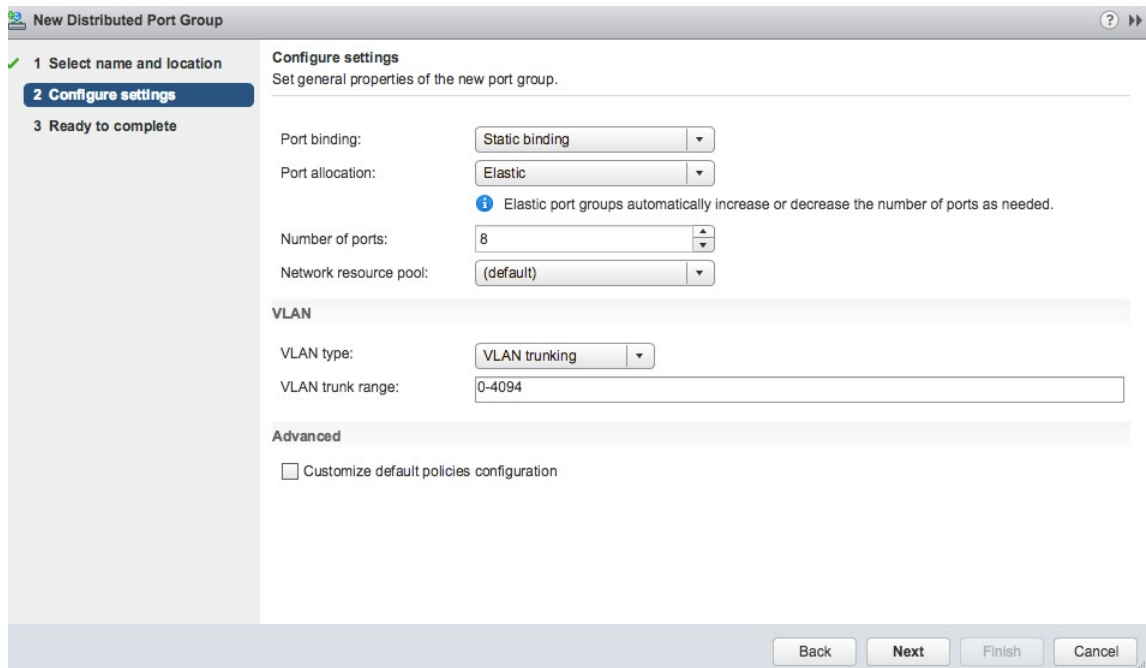 New Distributed Port Group
1 Select name and location
2 Configure settings
3 Ready to complete
Configure settings
Set general properties of the new port group.
Port binding: Static binding
Port allocation: Elastic
Elastic port groups automatically increase or decrease the number of ports as needed.
Number of ports: 8
Network resource pool: (default)
VLAN
VLAN type: VLAN trunking
VLAN trunk range: 0-4094
Advanced
Customize default policies configuration
Back Next Finish Cancel